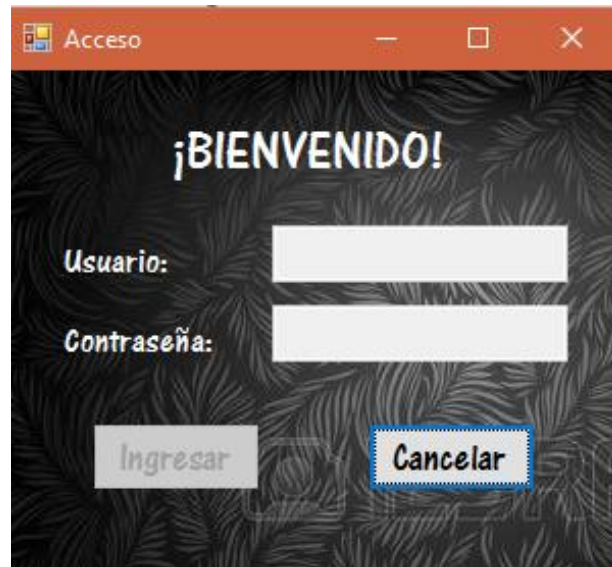 Acceso
¡BIENVENIDO!
Usuario:
Contraseña:
Ingresar Cancelar